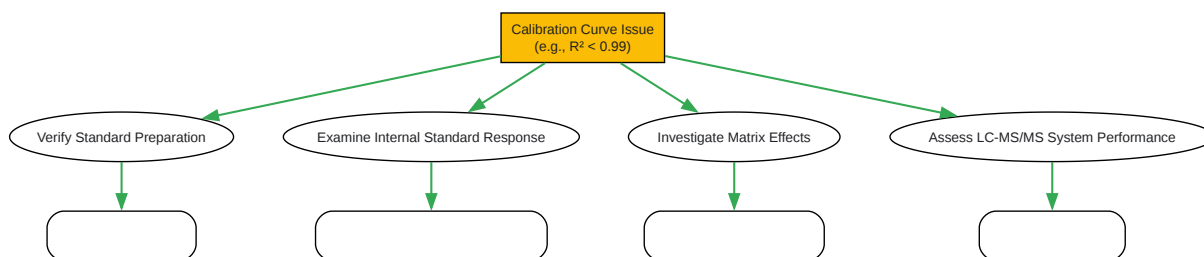 Calibration Curve Issue
(e.g., R² < 0.99)
Verify Standard Preparation
Examine Internal Standard Response
Investigate Matrix Effects
Assess LC-MS/MS System Performance